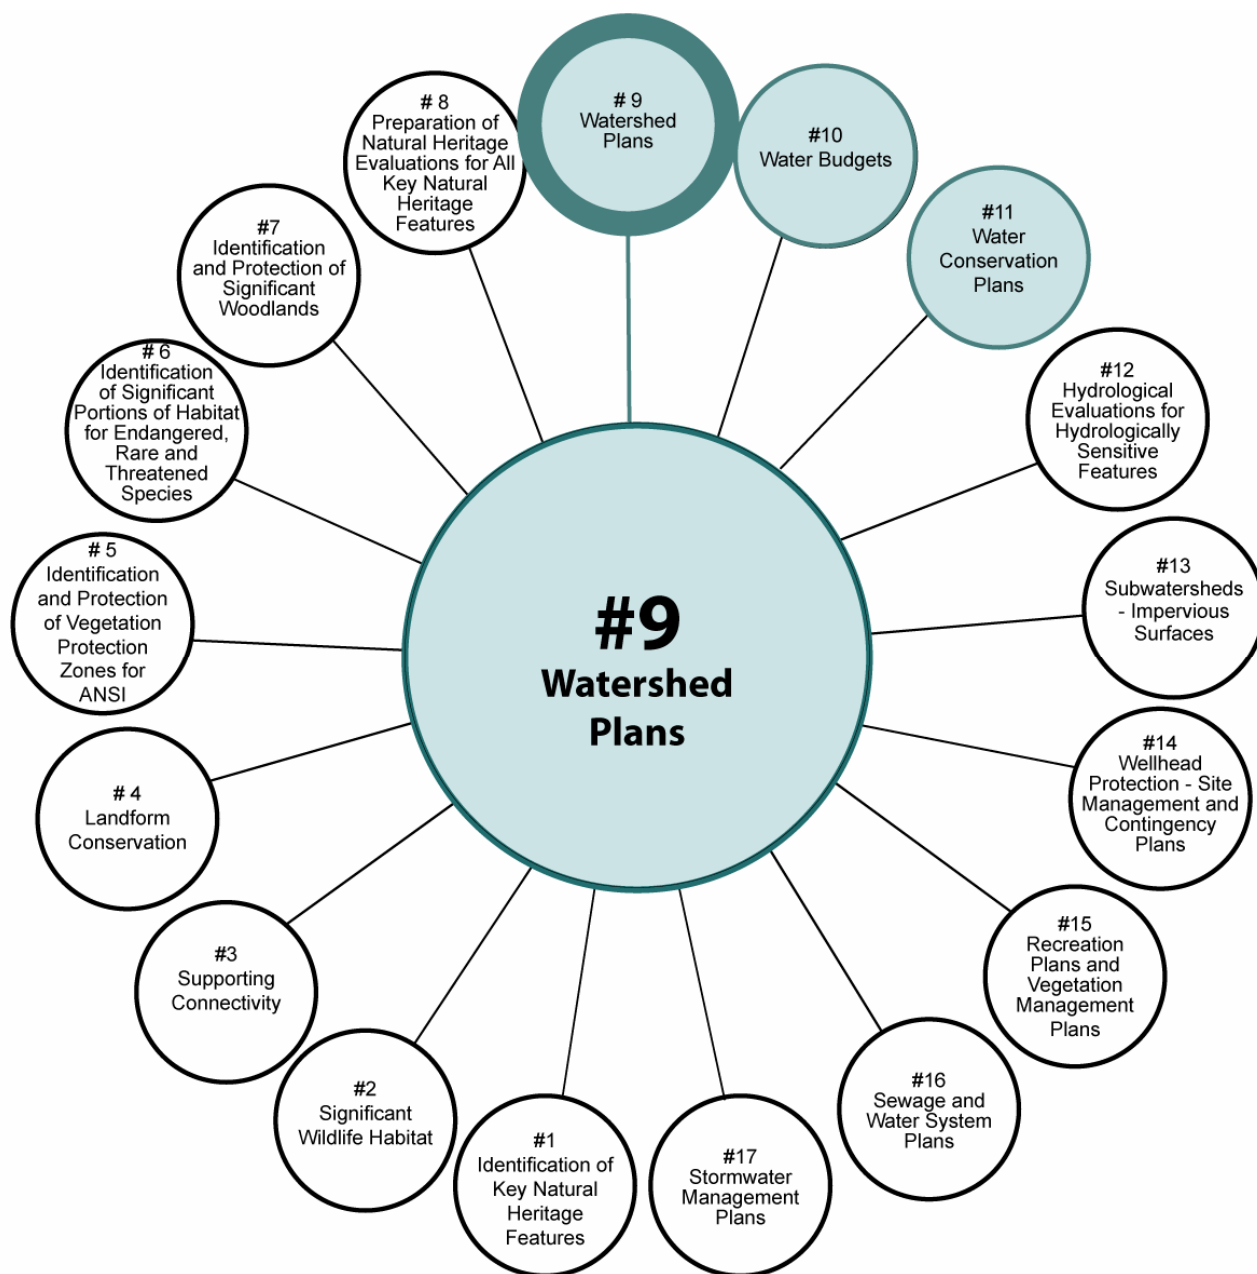 # 9
Watershed
Plans
#10
Water Budgets
#11
Water
Conservation
Plans
#12
Hydrological
Evaluations for
Hydrologically
Sensitive
Features
#13
Subwatersheds
- Impervious
Surfaces
#14
Wellhead
Protection - Site
Management and
Contingency
Plans
#15
Recreation
Plans and
Vegetation
Management
Plans
#16
Sewage and
Water System
Plans
#17
Stormwater
Management
Plans
#1
Identification of
Key Natural
Heritage
Features
#2
Significant
Wildlife Habitat
#3
Supporting
Connectivity
# 4
Landform
Conservation
# 5
Identification
and Protection
of Vegetation
Protection
Zones for
ANSI
# 6
Identification
of Significant
Portions of Habitat
for Endangered,
Rare and
Threatened
Species
#7
Identification
and Protection of
Significant
Woodlands
# 8
Preparation of
Natural Heritage
Evaluations for All
Key Natural
Heritage
Features
#9
Watershed
Plans